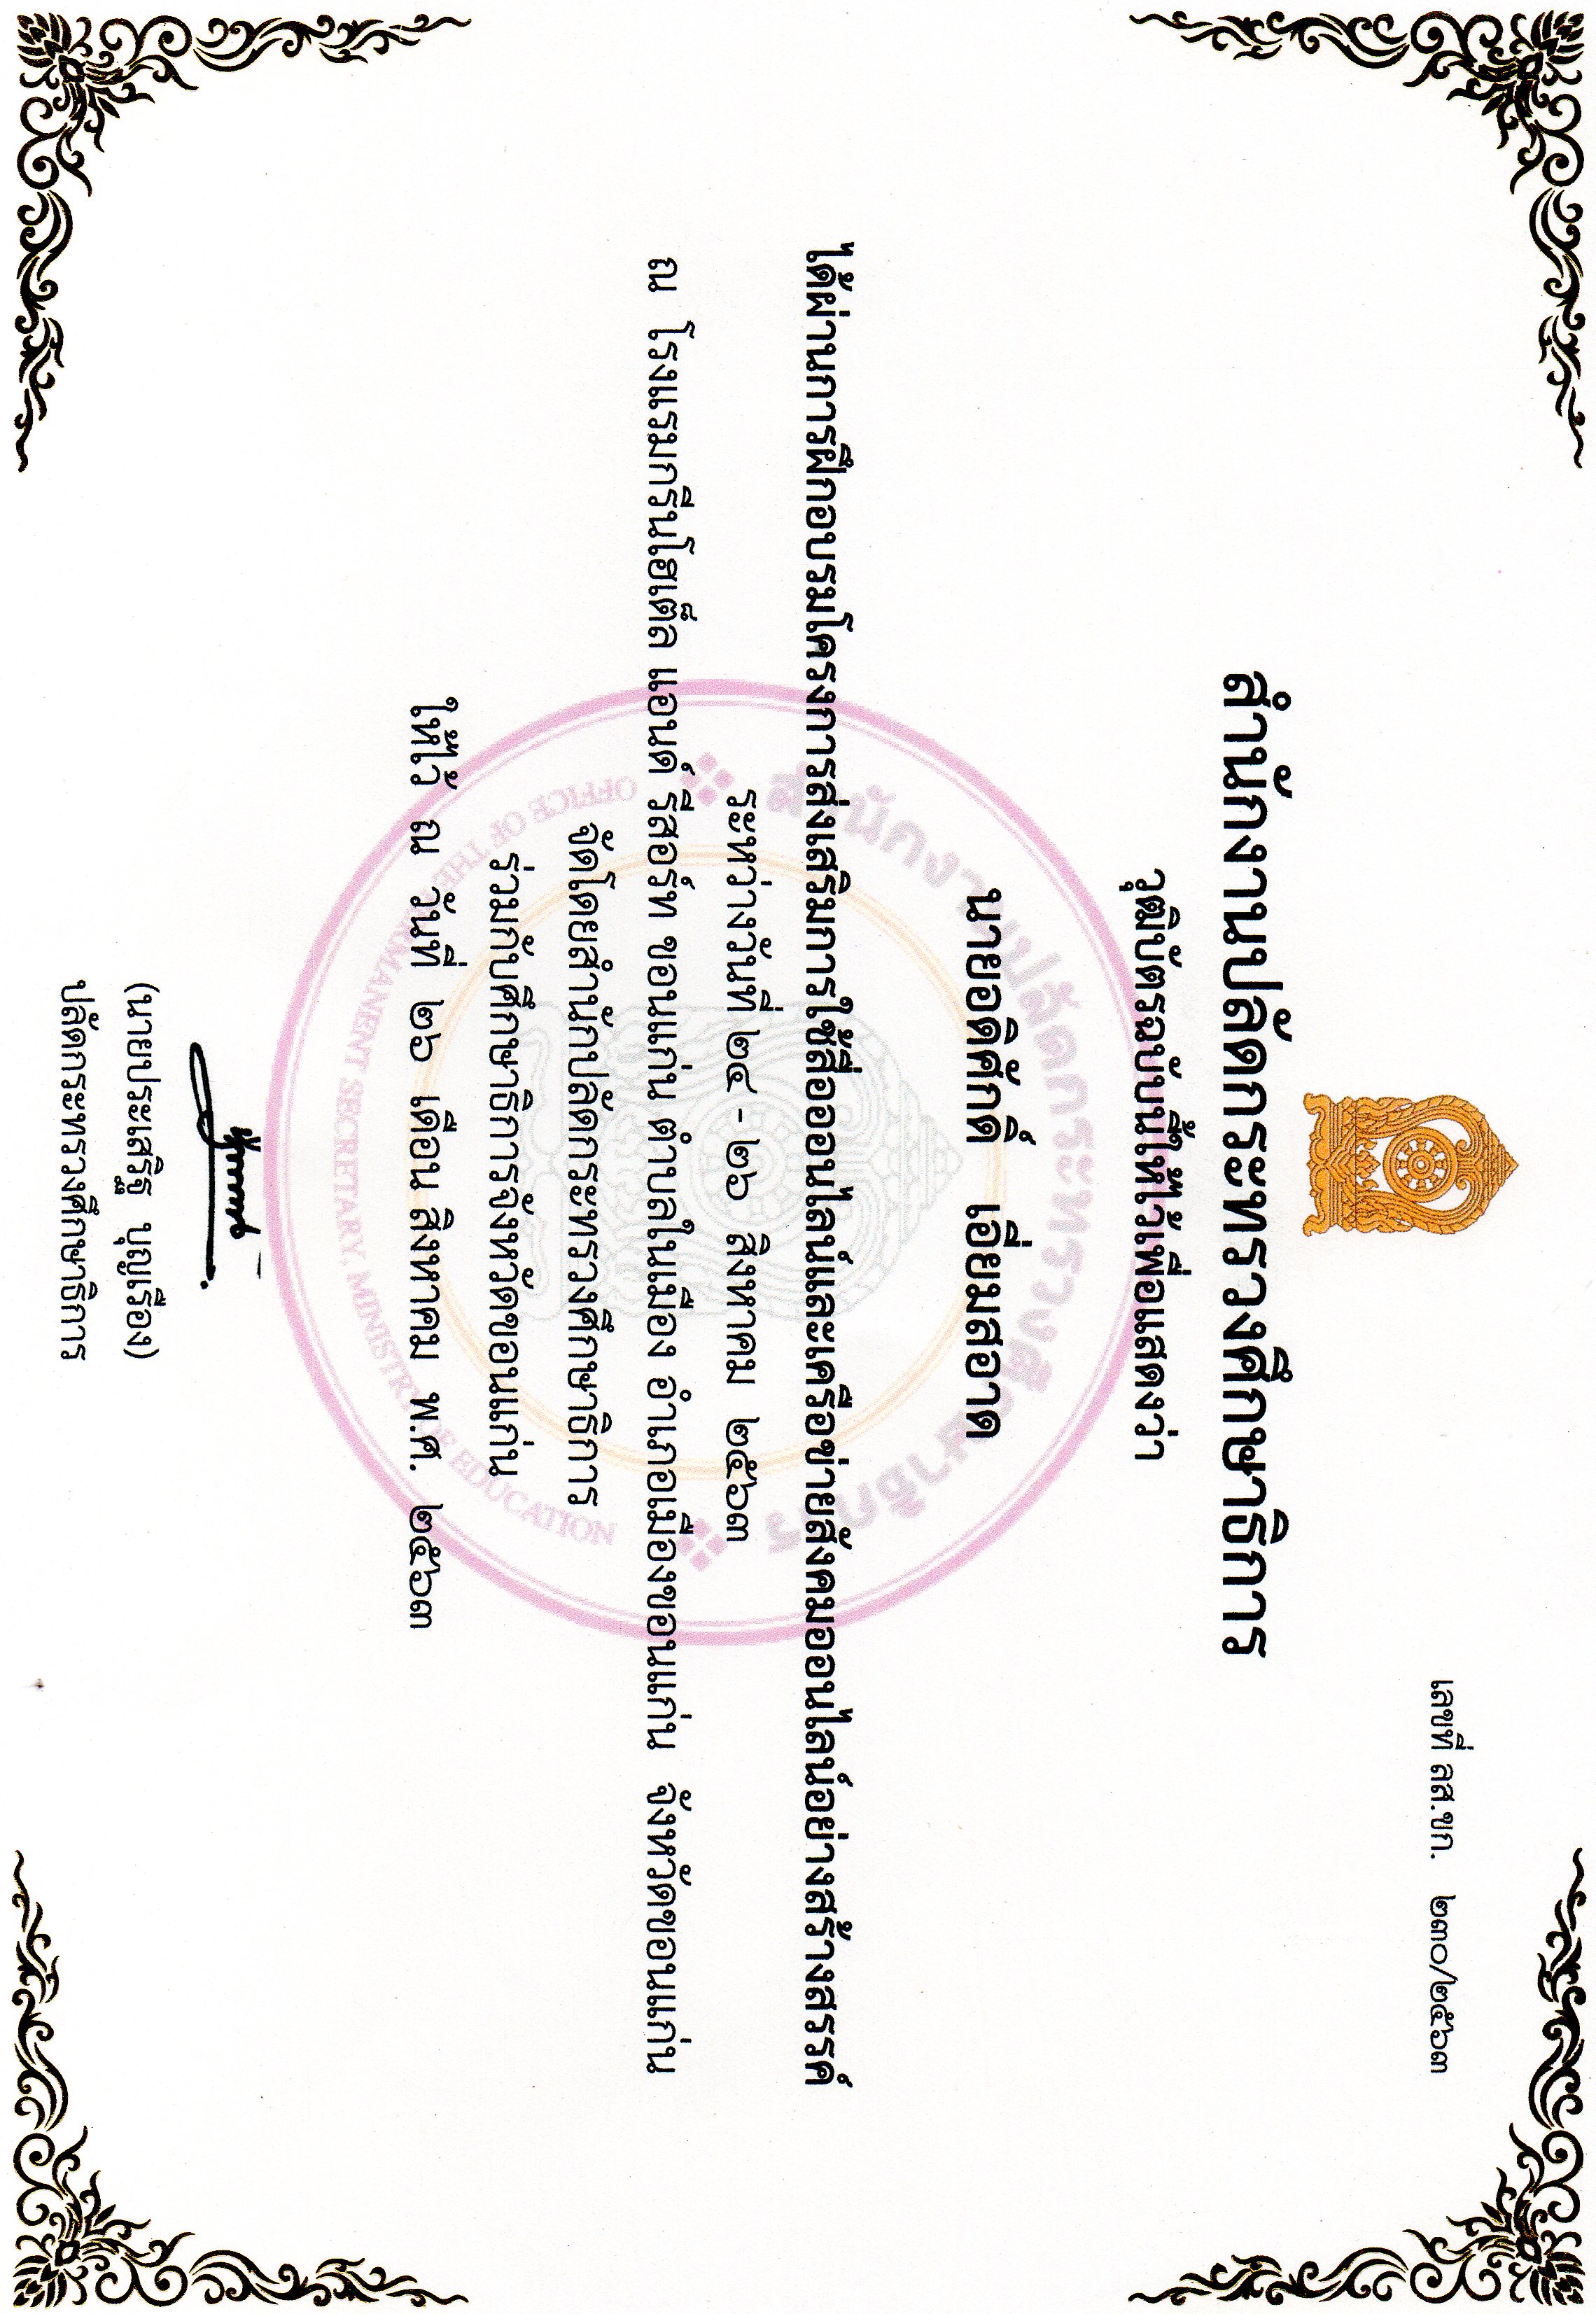 เลขที่ ลส.ขก. ๒๓๐/๒๕๖๓
สำนักงานปลัดกระทรวงศึกษาธิการ
วุฒิบัตรฉบับนี้ให้ไว้เพื่อแสดงว่า
นายอดิศักดิ์ เอี่ยมสอาด
ได้ผ่านการฝึกอบรมโครงการส่งเสริมการใช้สื่อออนไลน์และเครือข่ายสังคมออนไลน์อย่างสร้างสรรค์
ระหว่างวันที่ ๒๔ - ๒๖ สิงหาคม ๒๕๖๓
ณ โรงแรมกรีนโฮเต็ล แอนด์ รีสอร์ท ขอนแก่น ตำบลในเมือง อำเภอเมืองขอนแก่น จังหวัดขอนแก่น
จัดโดยสำนักปลัดกระทรวงศึกษาธิการ
ร่วมกับศึกษาธิการจังหวัดขอนแก่น
ให้ไว้ ณ วันที่ ๒๖ เดือน สิงหาคม พ.ศ. ๒๕๖๓
(นายประเสริฐ บุญเรือง)
ปลัดกระทรวงศึกษาธิการ
สำนักงานปลัดกระทรวงศึกษาธิการ
OFFICE OF THE PERMANENT SECRETARY, MINISTRY OF EDUCATION